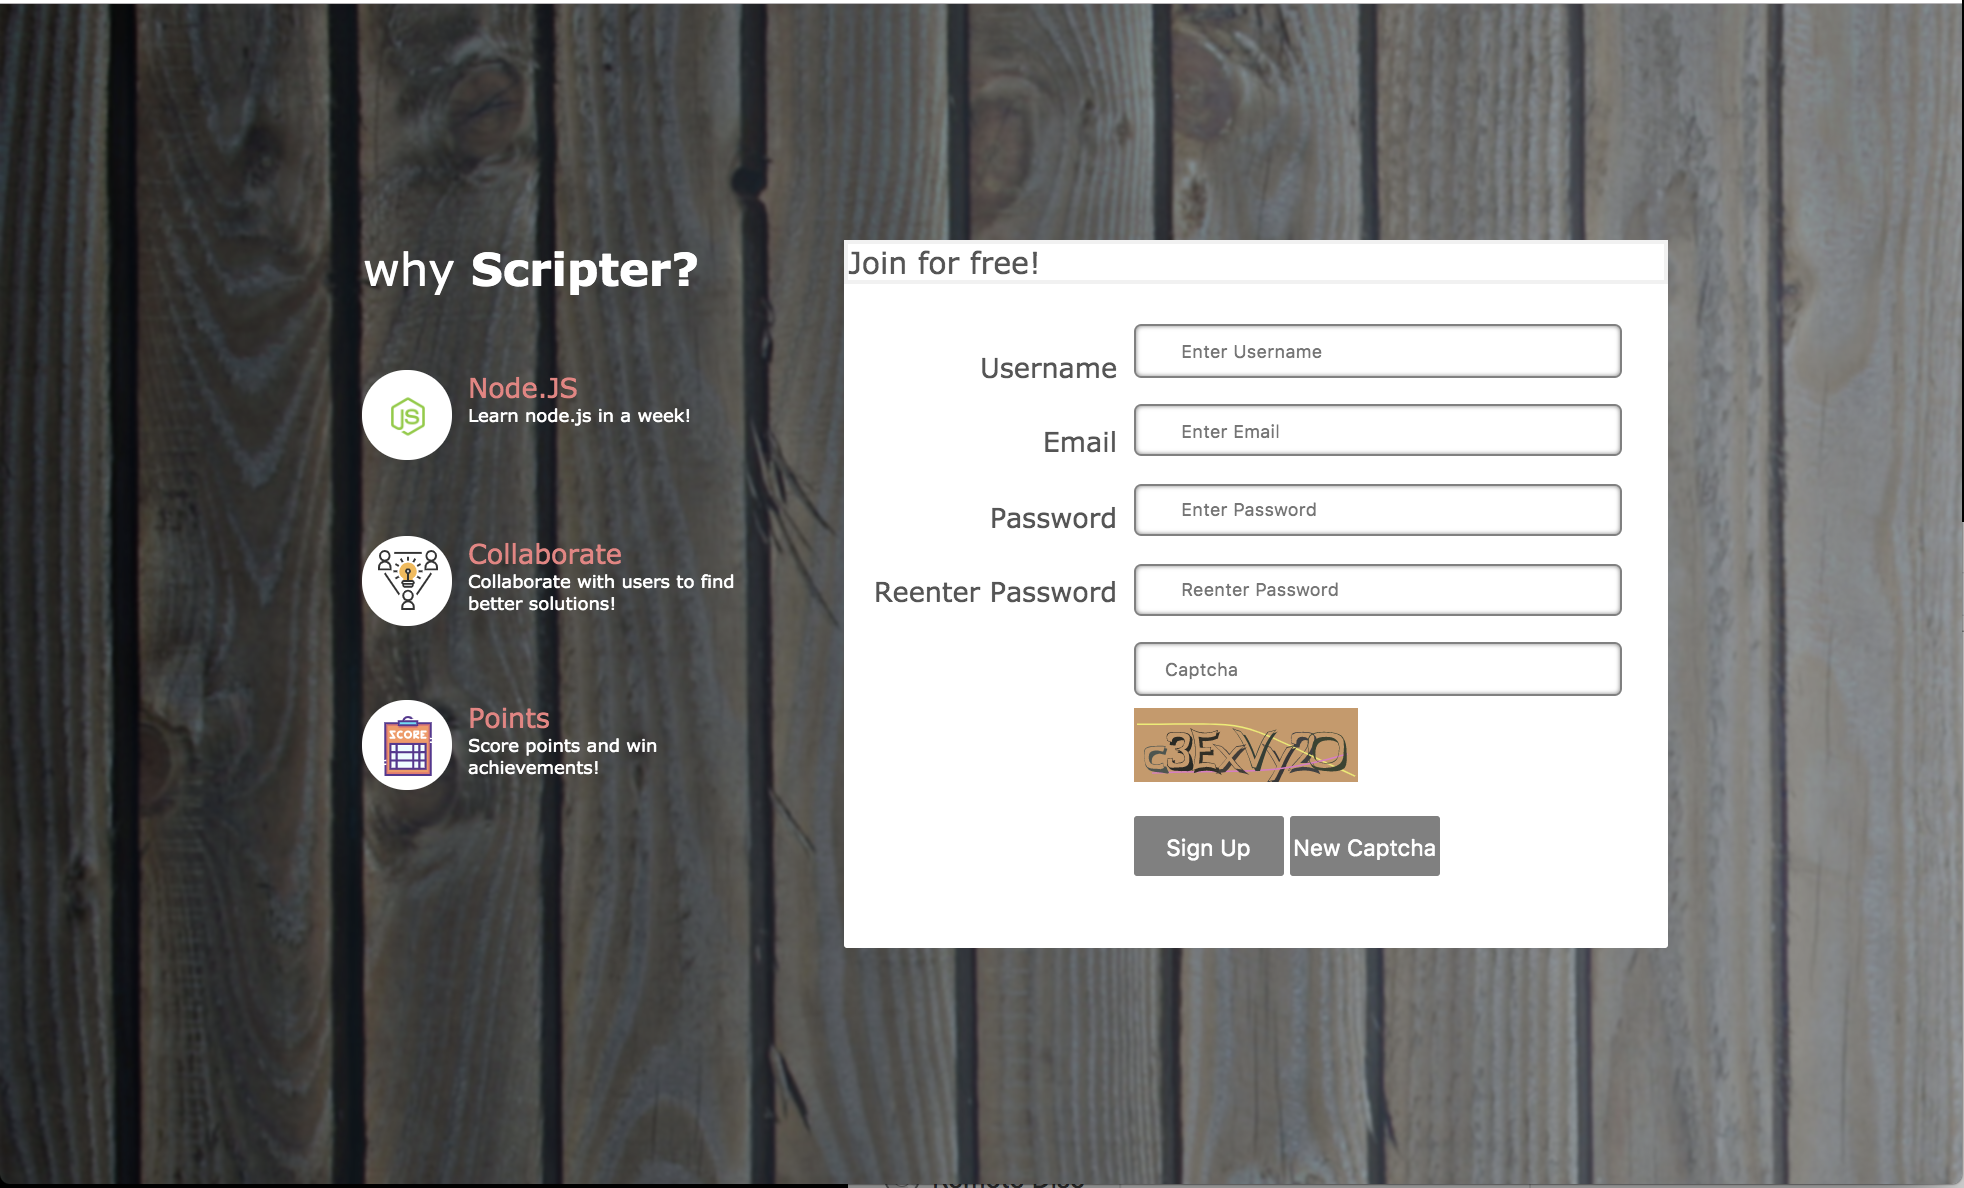 why Scripter?
JS
Node.JS
Learn node.js in a week!
Collaborate
Collaborate with users to find
better solutions!
SCORE
Points
Score points and win
achievements!
Join for free!
Username
Enter Username
Email
Enter Email
Password
Enter Password
Reenter Password
Reenter Password
Captcha
c3ExVy2O
Sign Up
New Captcha